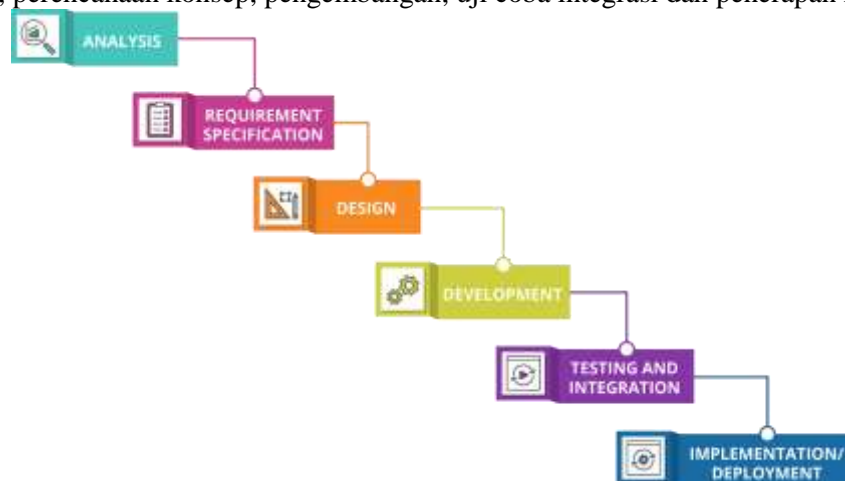 perencanaan konsep, pengembangan, uji coba integrasi dan penerapan
ANALYSIS
REQUIREMENT
SPECIFICATION
DESIGN
DEVELOPMENT
TESTING AND
INTEGRATION
IMPLEMENTATION/
DEPLOYMENT